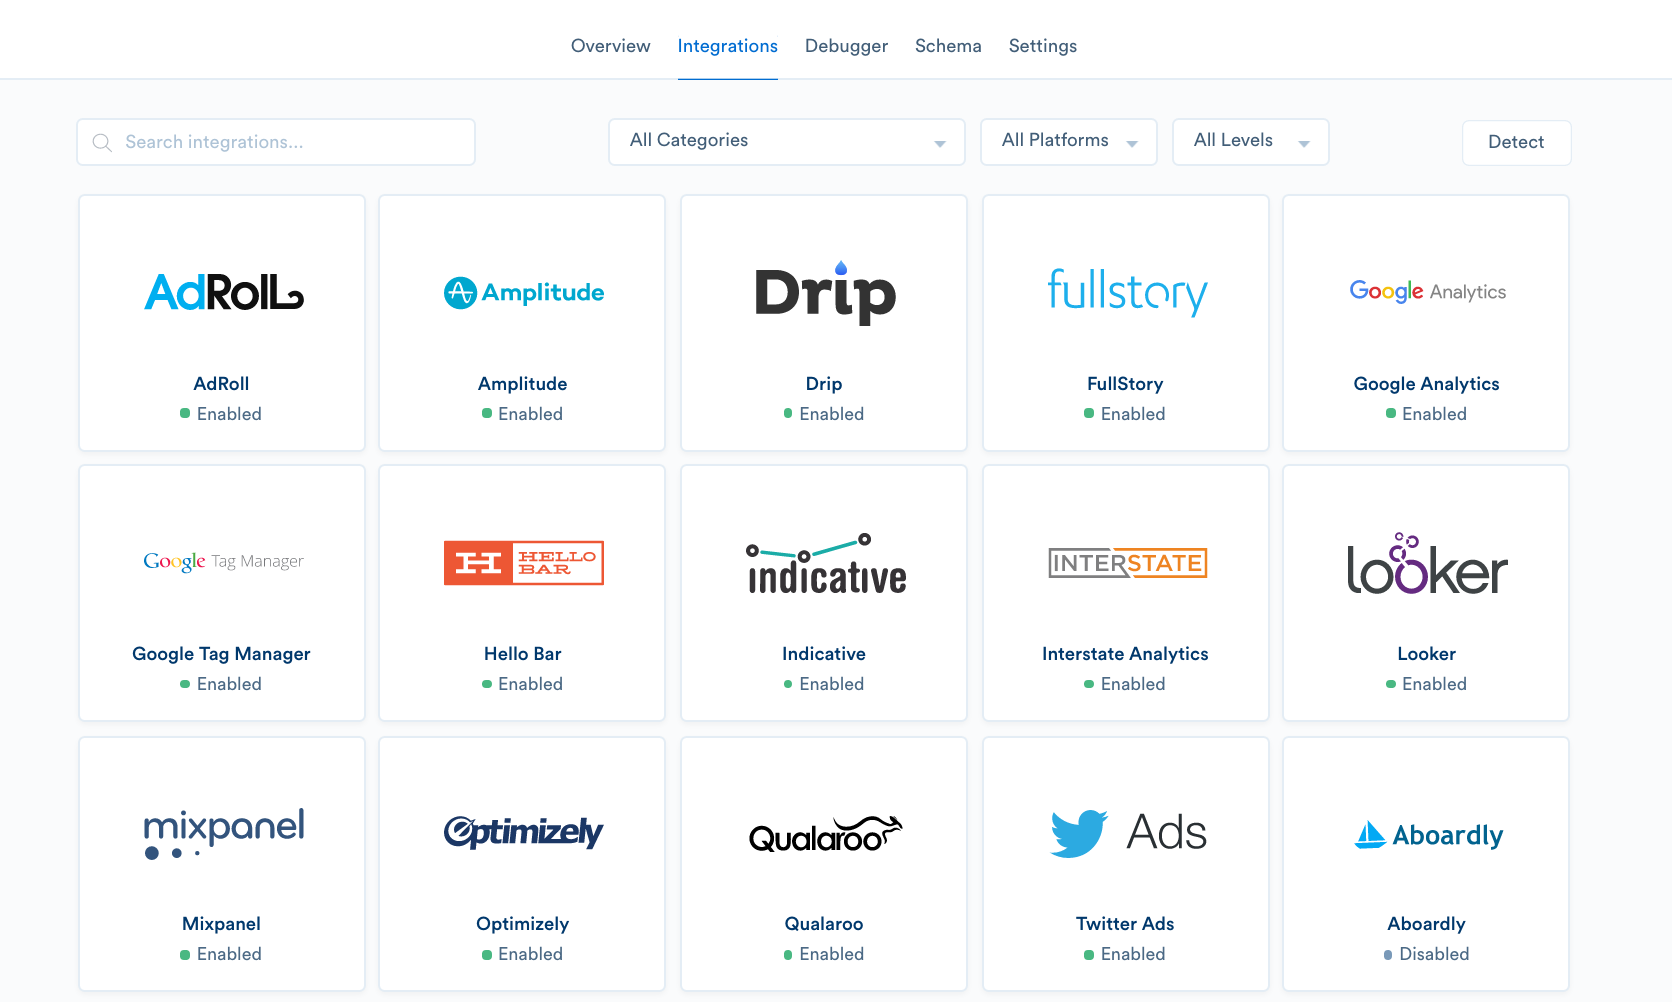 Overview Integrations Debugger Schema Settings
Search integrations... All Categories All Platforms All Levels Detect
AdRoll Amplitude Drip fullstory Google Analytics
AdRoll Amplitude Drip FullStory Google Analytics
Enabled Enabled Enabled Enabled Enabled
Google Tag Manager H HELLO BAR indicative INTERSTATE looker
Google Tag Manager Hello Bar Indicative Interstate Analytics Looker
Enabled Enabled Enabled Enabled Enabled
mixpanel Optimizely Qualaroo Ads Aboardly
Mixpanel Optimizely Qualaroo Twitter Ads Aboardly
Enabled Enabled Enabled Enabled Disabled